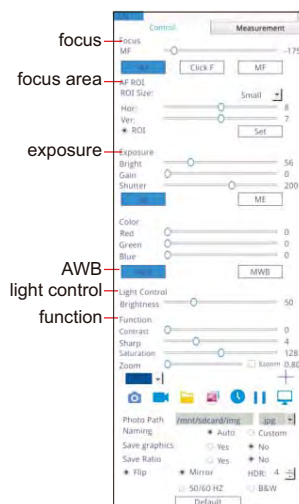 Control Measurement
focus Focus
MF -175
Click F MF
focus area AF ROI
ROI Size: Small
Hor: 8
Ver: 7
ROI Set
exposure Exposure
Bright 56
Gain 0
Shutter 200
ME
Color
Red 0
Green 0
Blue 0
AWB MWB
light control Light Control
Brightness 50
function Function
Contrast 0
Sharp 4
Saturation 128
Zoom 0.80
Photo Path /mnt/sdcard/img .jpg
Naming Auto Custom
Save graphics Yes No
Save Ratio Yes No
Flip Mirror HDR: 4
50/60 HZ B&W
Default